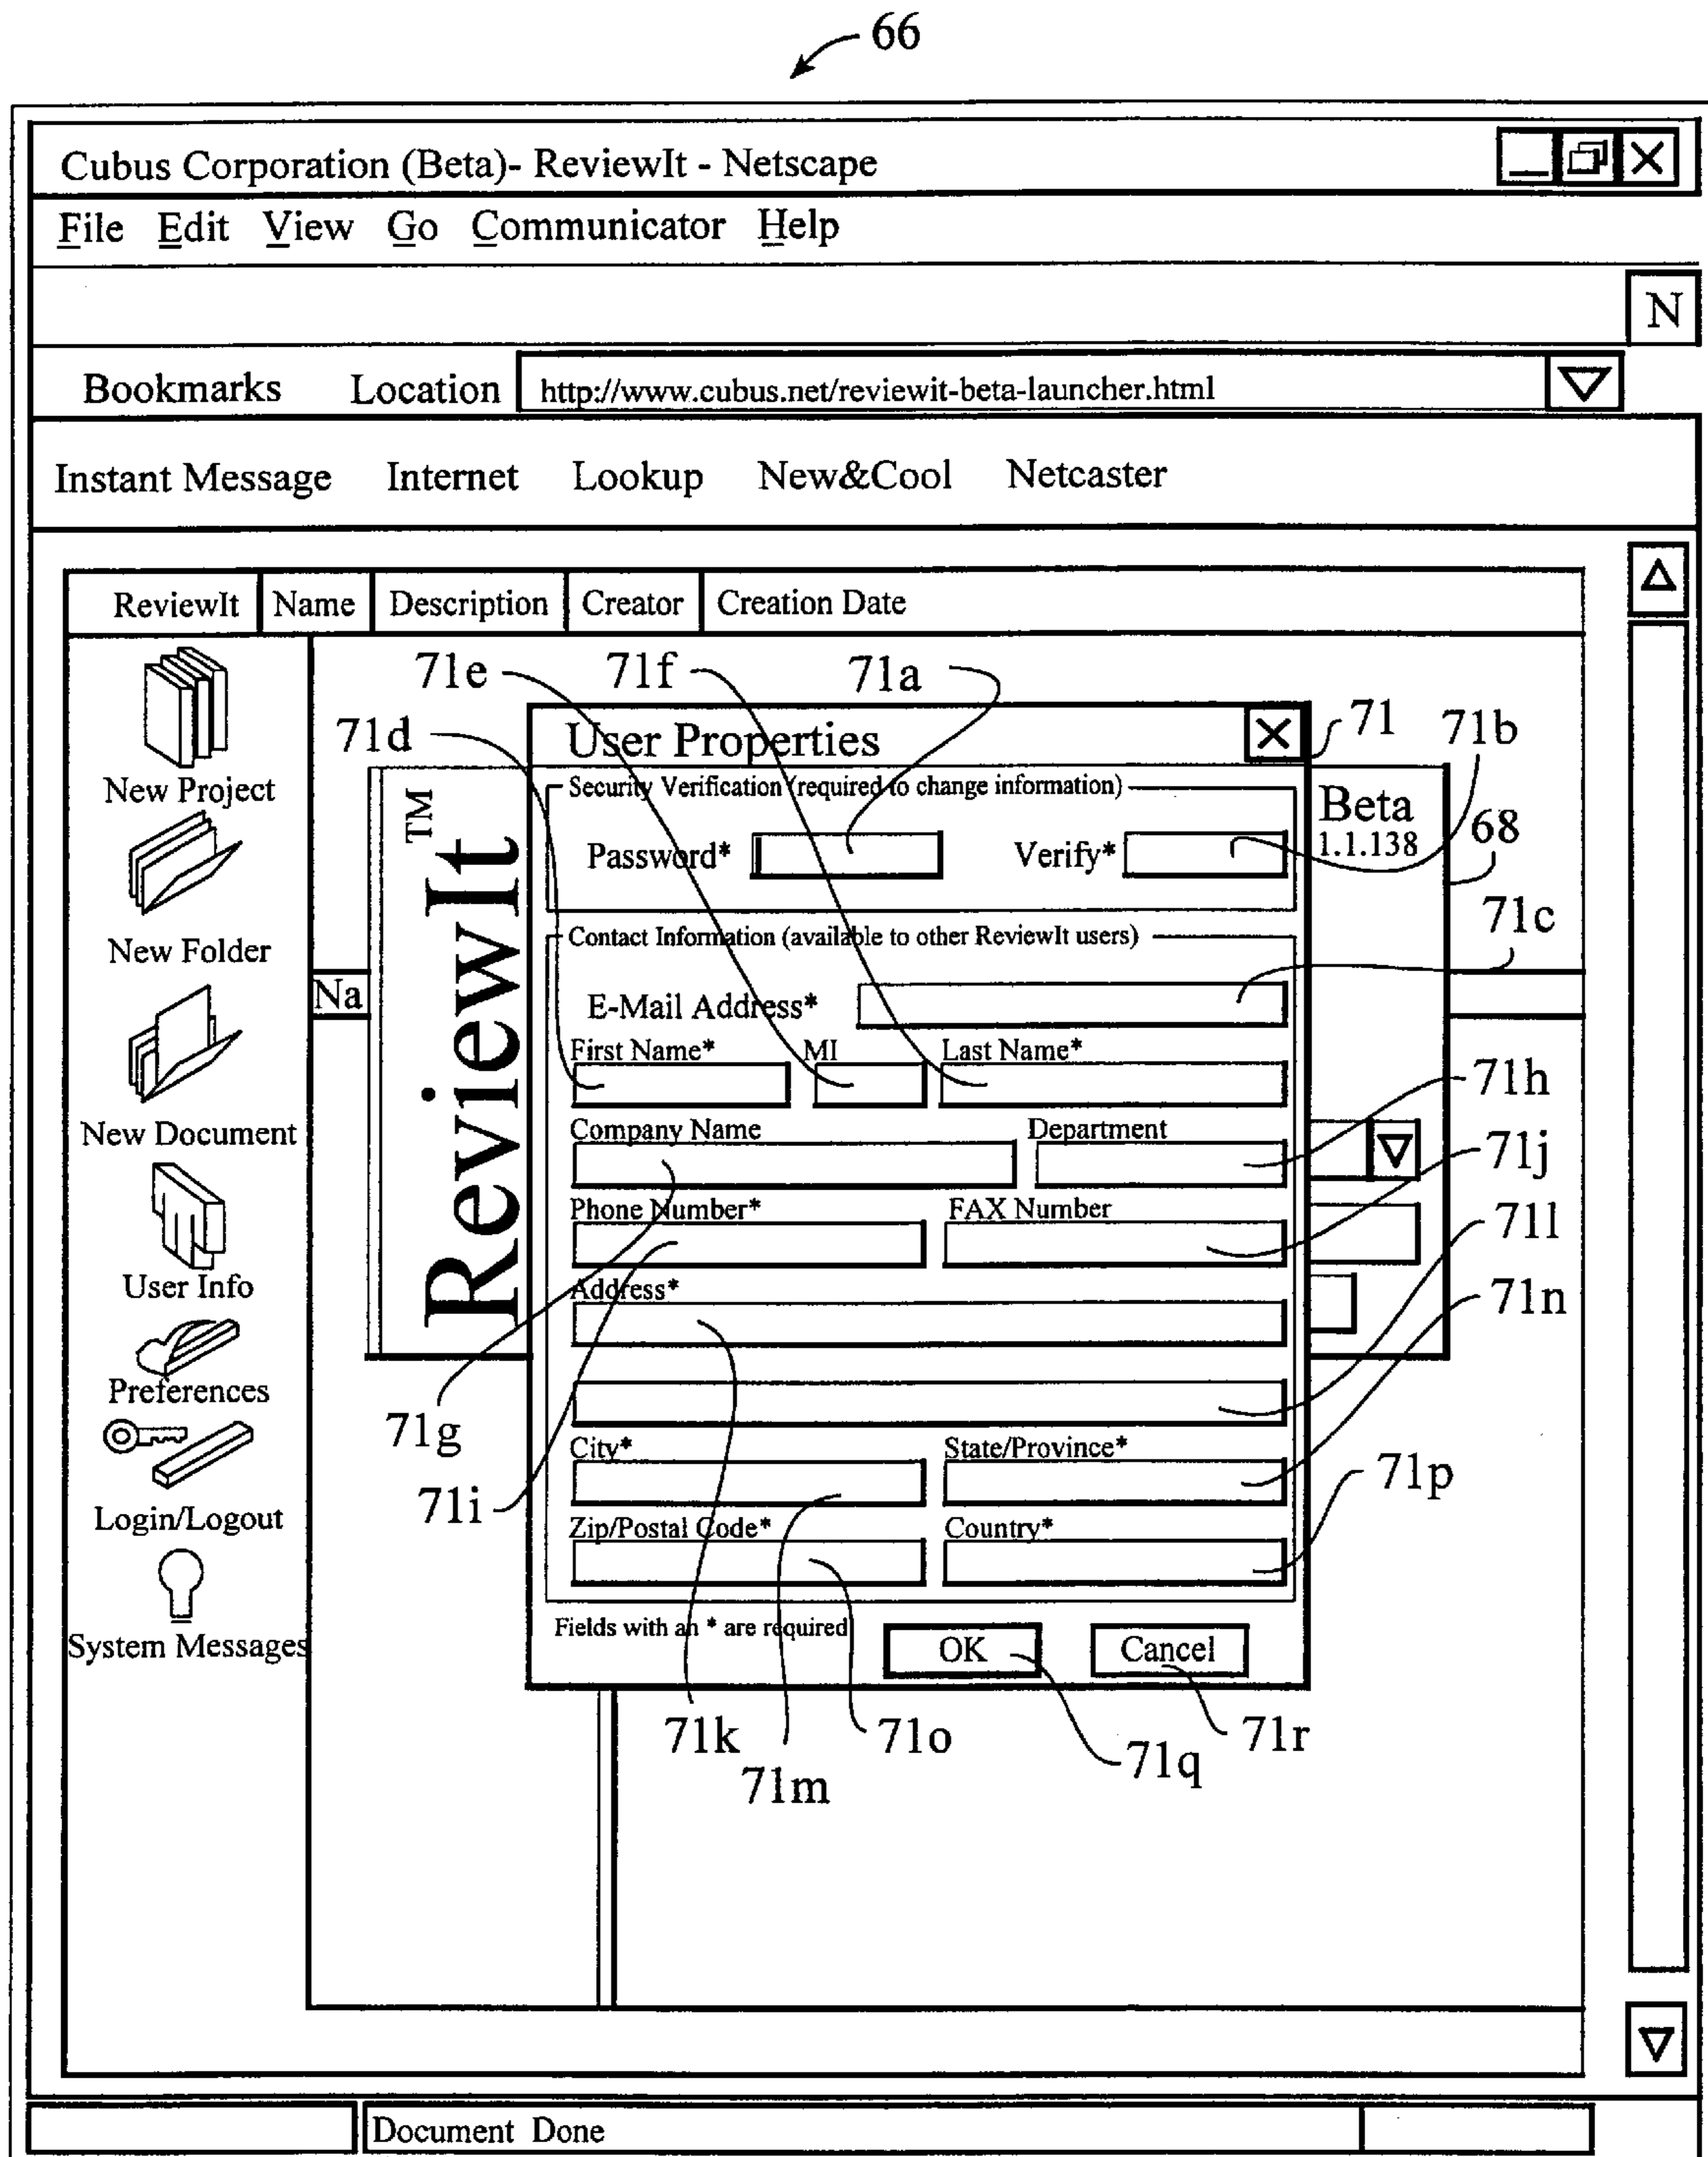 66
Cubus Corporation (Beta)- ReviewIt - Netscape
File Edit View Go Communicator Help
N
Bookmarks Location http://www.cubus.net/reviewit-beta-launcher.html
Instant Message Internet Lookup New&Cool Netcaster
ReviewIt Name Description Creator Creation Date
New Project
New Folder
New Document
User Info
Preferences
Login/Logout
System Messages
Na
ReviewIt™
71e 71f 71a
71d
71 71b
User Properties
Security Verification (required to change information)
Password* Verify*
Beta
1.1.138
68
71c
Contact Information (available to other ReviewIt users)
E-Mail Address*
First Name* MI Last Name*
71h
Company Name Department
71j
Phone Number* FAX Number
71l
Address*
71n
71g
City* State/Province*
71p
71i
Zip/Postal Code* Country*
Fields with an * are required
OK Cancel
71k 71o 71r
71m 71q
Document Done